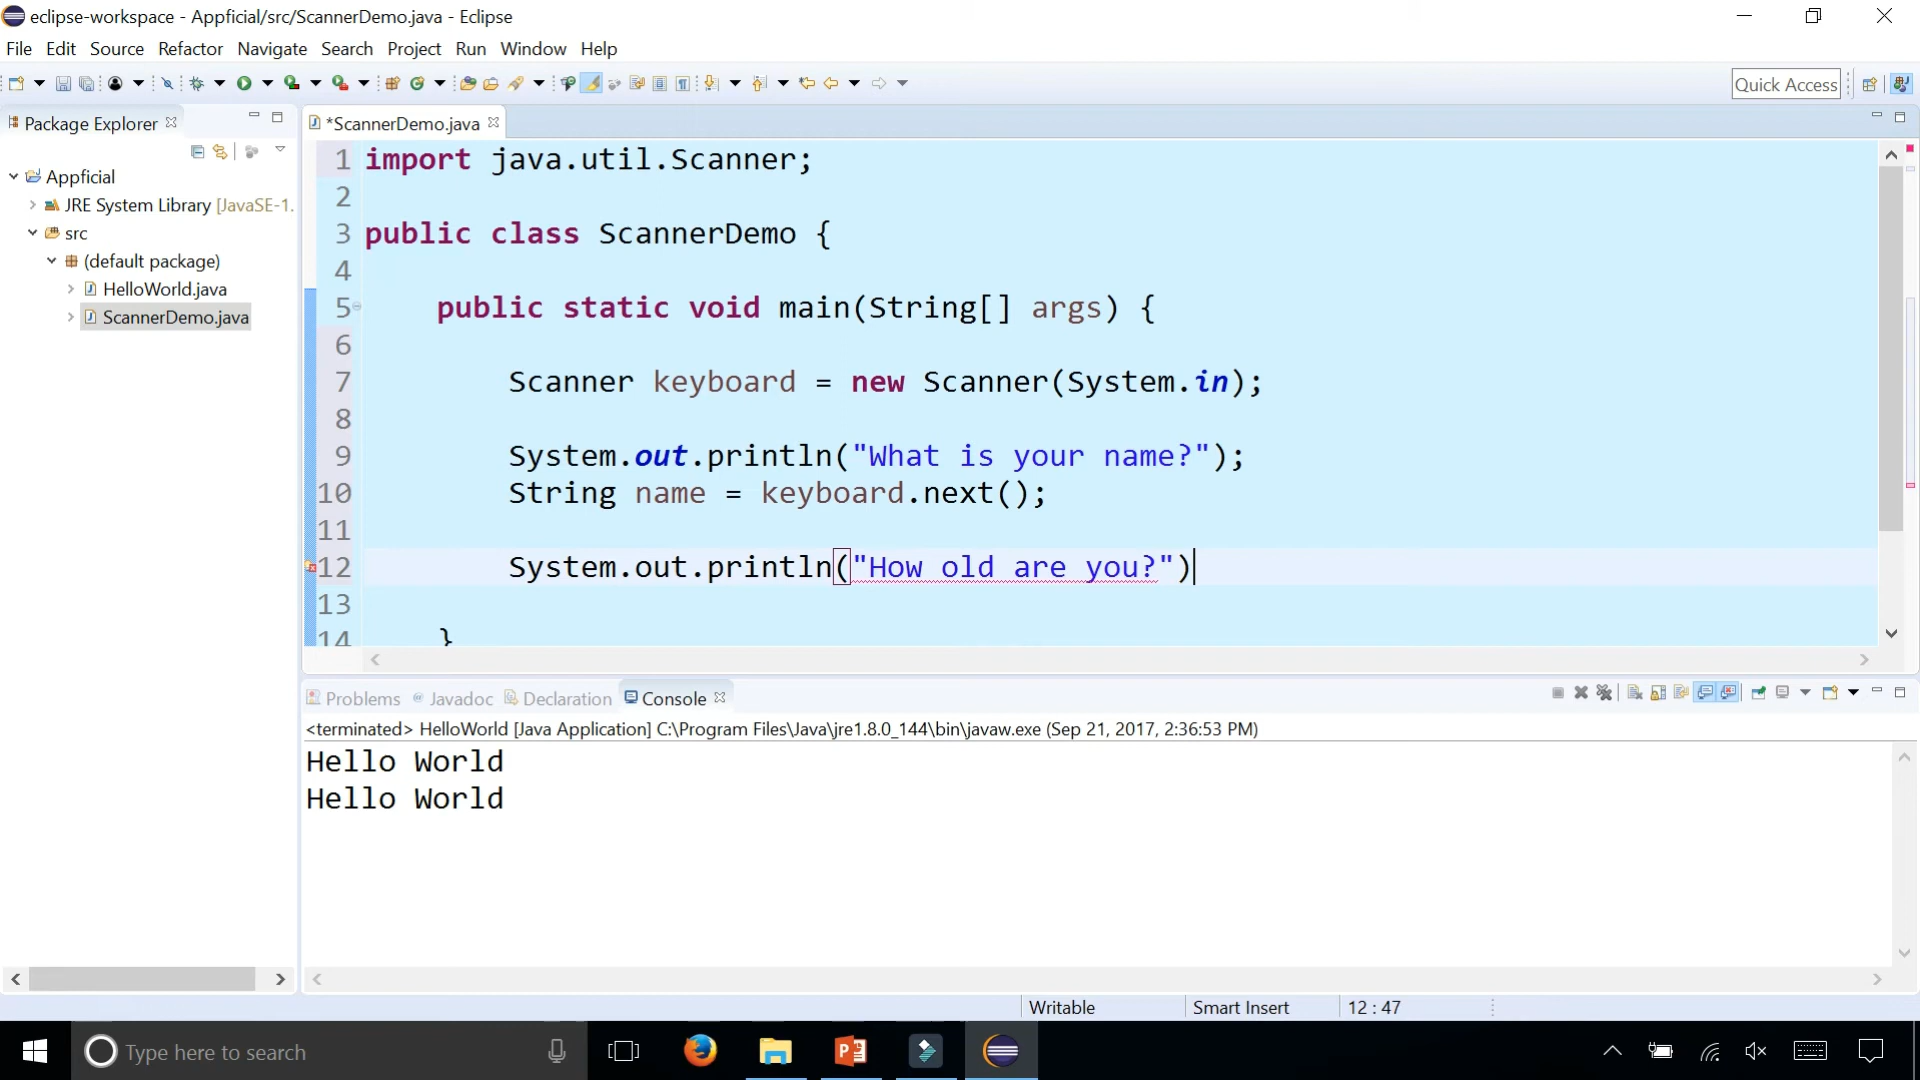 eclipse-workspace - Appficial/src/ScannerDemo.java - Eclipse
File Edit Source Refactor Navigate Search Project Run Window Help
Quick Access
Package Explorer
*ScannerDemo.java
Appficial
JRE System Library [JavaSE-1.
src
(default package)
HelloWorld.java
ScannerDemo.java
1 import java.util.Scanner;
2
3 public class ScannerDemo {
4
5 public static void main(String[] args) {
6
7 Scanner keyboard = new Scanner(System.in);
8
9 System.out.println("What is your name?");
10 String name = keyboard.next();
11
12 System.out.println("How old are you?")
13
14 }
Problems Javadoc Declaration Console
<terminated> HelloWorld [Java Application] C:\Program Files\Java\jre1.8.0_144\bin\javaw.exe (Sep 21, 2017, 2:36:53 PM)
Hello World
Hello World
Writable Smart Insert 12 : 47
Type here to search